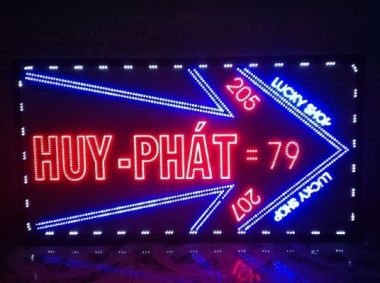 205
LUCKY SHOP
HUY-PHÁT = 79
207
LUCKY SHOP